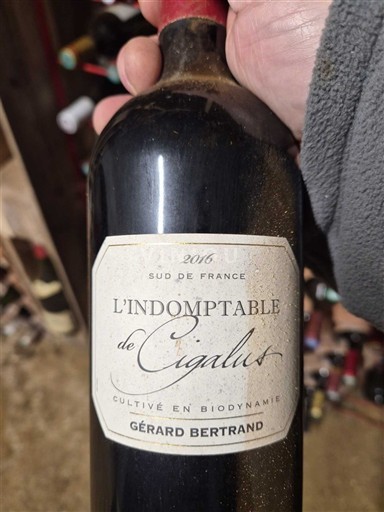 2016
SUD DE FRANCE
L'INDOMPTABLE
de Cigalus
CULTIVÉ EN BIODYNAMIE
GÉRARD BERTRAND